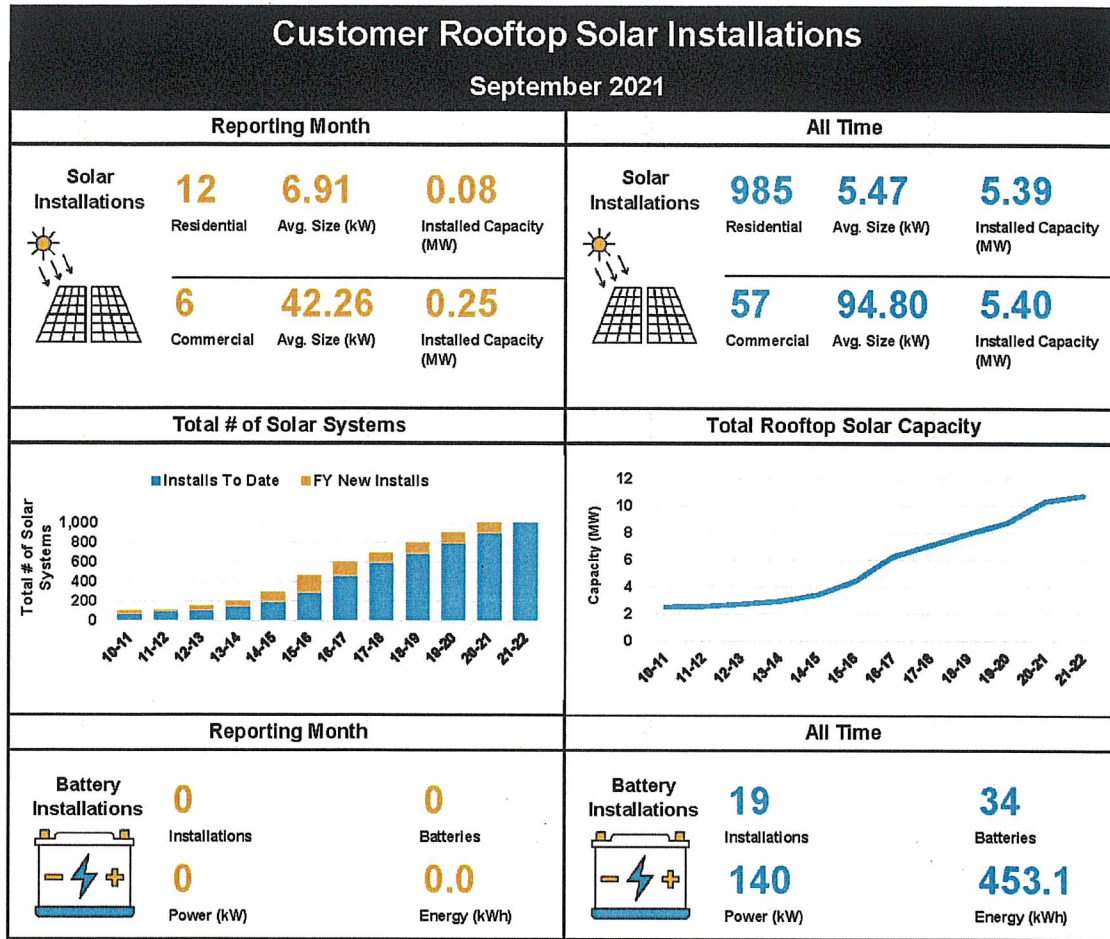 Customer Rooftop Solar Installations
September 2021
Reporting Month
Solar
Installations
12
6.91
0.08
Residential
Avg. Size (kW)
Installed Capacity
(MW)
6
42.26
0.25
Commercial
Avg. Size (kW)
Installed Capacity
(MW)
All Time
Solar
Installations
985
5.47
5.39
Residential
Avg. Size (kW)
Installed Capacity
(MW)
57
94.80
5.40
Commercial
Avg. Size (kW)
Installed Capacity
(MW)
Total # of Solar Systems
Installs To Date
FY New Installs
Total # of Solar
Systems
1,000
800
600
400
200
0
10-11
11-12
12-13
13-14
14-15
15-16
16-17
17-18
18-19
19-20
20-21
21-22
Total Rooftop Solar Capacity
Capacity (MW)
12
10
8
6
4
2
0
10-11
11-12
12-13
13-14
14-15
15-16
16-17
17-18
18-19
19-20
20-21
21-22
Reporting Month
Battery
Installations
0
0
Installations
Batteries
0
0.0
Power (kW)
Energy (kWh)
All Time
Battery
Installations
19
34
Installations
Batteries
140
453.1
Power (kW)
Energy (kWh)